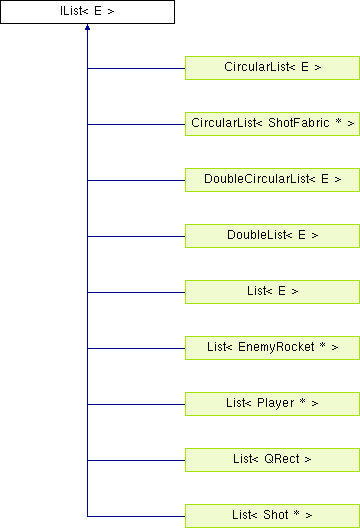 IList< E >
CircularList< E >
CircularList< ShotFabric * >
DoubleCircularList< E >
DoubleList< E >
List< E >
List< EnemyRocket * >
List< Player * >
List< QRect >
List< Shot * >